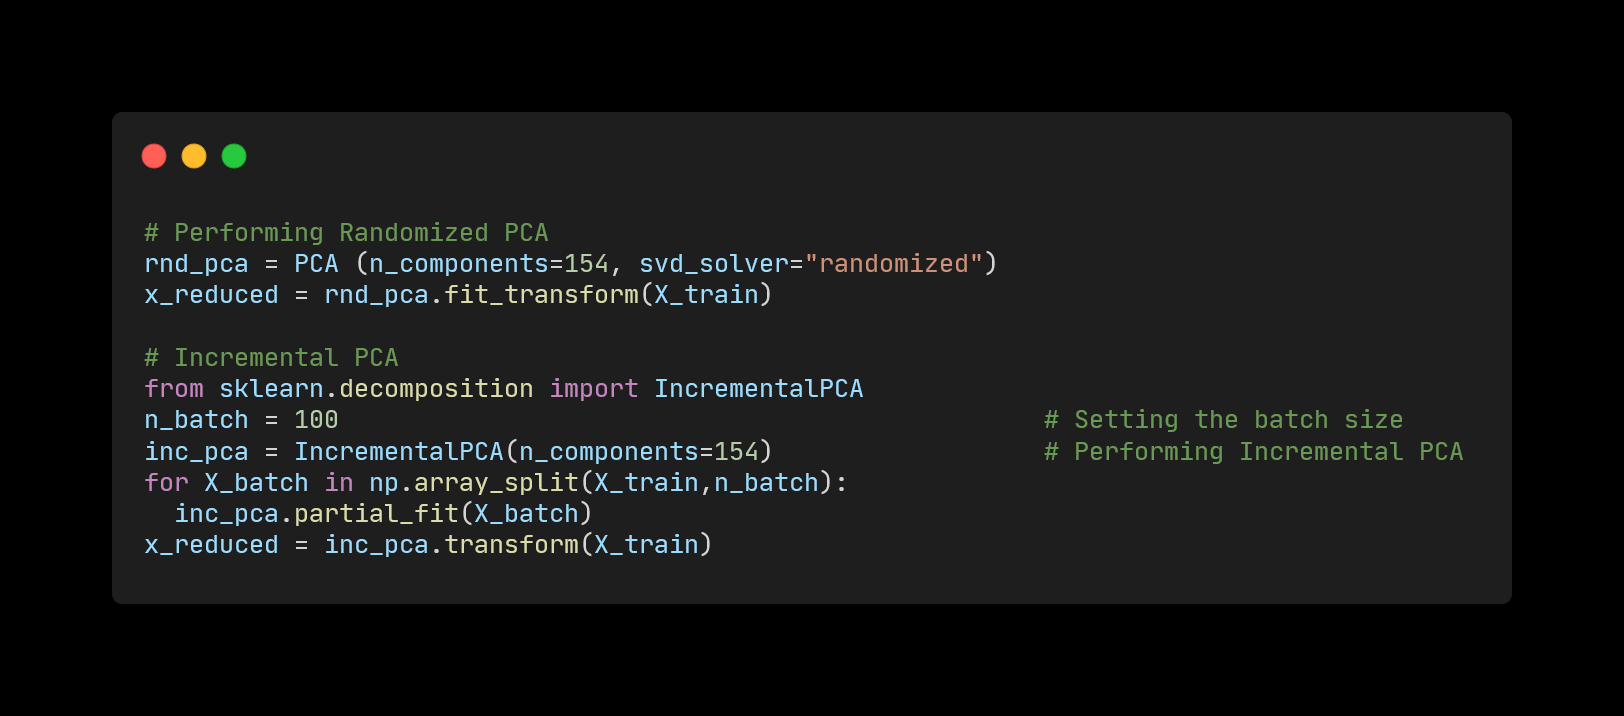 # Performing Randomized PCA
rnd_pca = PCA (n_components=154, svd_solver="randomized")
x_reduced = rnd_pca.fit_transform(X_train)
# Incremental PCA
from sklearn.decomposition import IncrementalPCA
n_batch = 100 # Setting the batch size
inc_pca = IncrementalPCA(n_components=154) # Performing Incremental PCA
for X_batch in np.array_split(X_train,n_batch):
  inc_pca.partial_fit(X_batch)
x_reduced = inc_pca.transform(X_train)